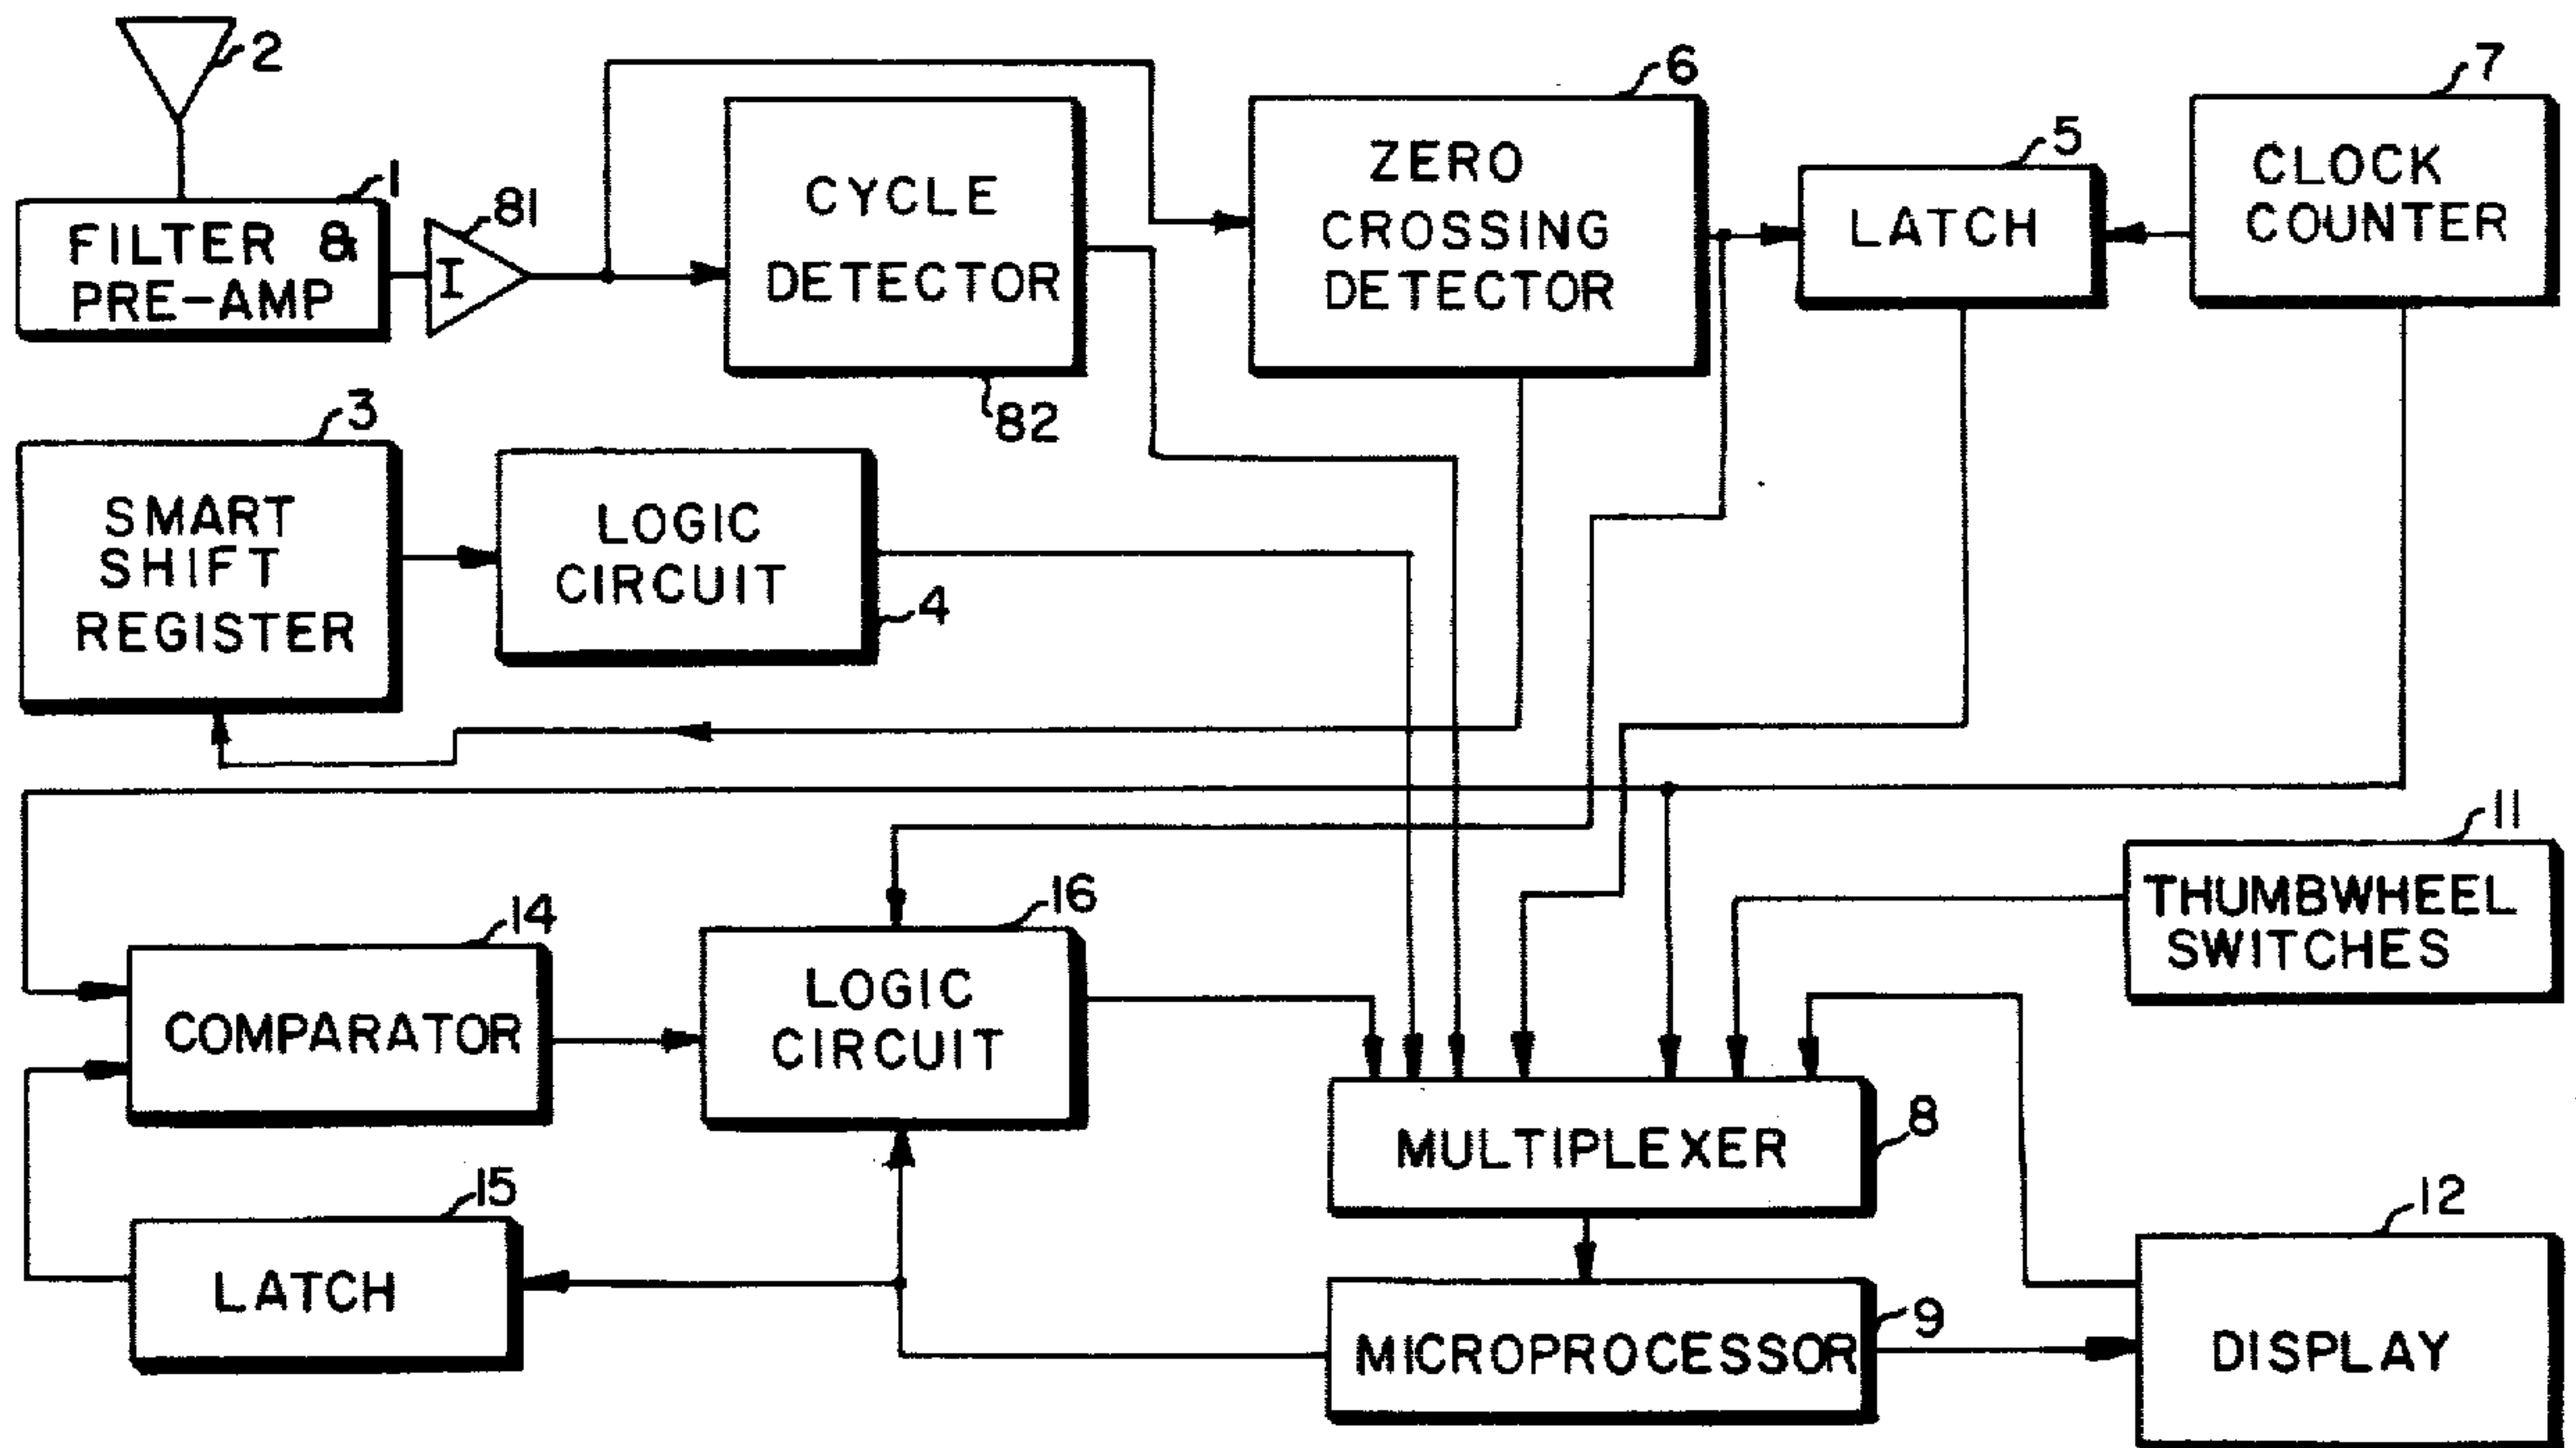 2
1
FILTER &
PRE-AMP
81
I
CYCLE
DETECTOR
82
6
ZERO
CROSSING
DETECTOR
5
LATCH
7
CLOCK
COUNTER
3
SMART
SHIFT
REGISTER
LOGIC
CIRCUIT
4
11
THUMBWHEEL
SWITCHES
14
COMPARATOR
16
LOGIC
CIRCUIT
MULTIPLEXER
8
15
LATCH
MICROPROCESSOR
9
12
DISPLAY